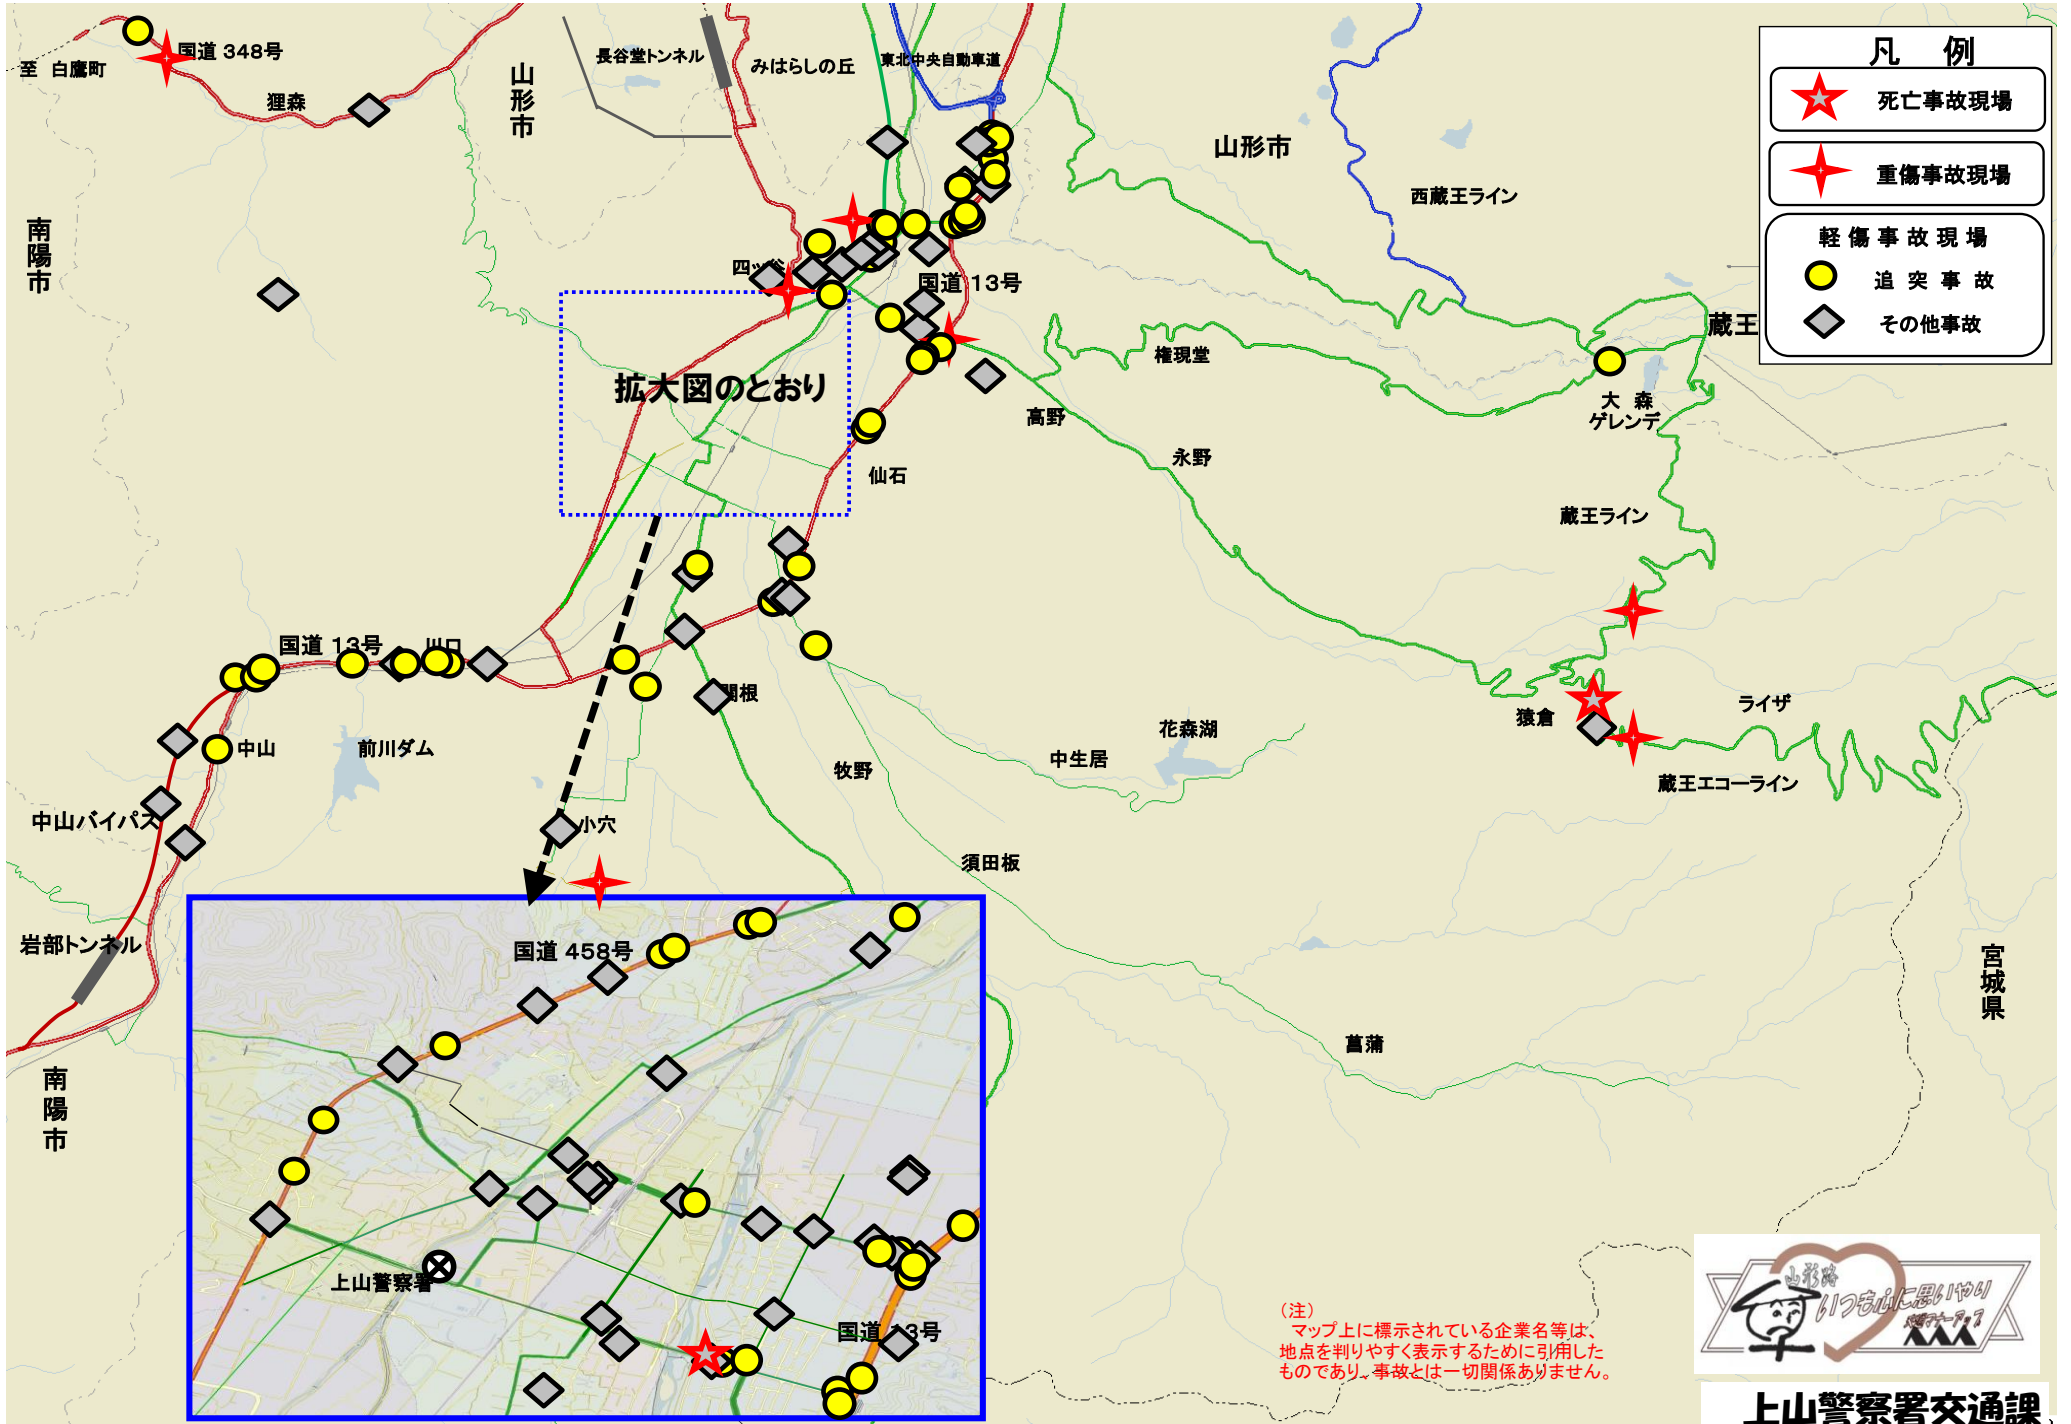 国道 348号
至 白鷹町
狸森
山形市
長谷堂トンネル
みはらしの丘
東北中央自動車道
山形市
西蔵王ライン
凡 例
死亡事故現場
重傷事故現場
軽傷事故現場
追突事故
その他事故
南陽市
四ッ谷
国道 13号
蔵王
権現堂
拡大図のとおり
高野
大 森
ゲレンデ
永野
仙石
蔵王ライン
国道 13号
川口
関根
猿倉
ライザ
花森湖
中山
前川ダム
中生居
牧野
蔵王エコーライン
中山バイパス
小穴
須田板
岩部トンネル
国道 458号
宮城県
菖蒲
南陽市
上山警察署
国道 13号
(注)
マップ上に標示されている企業名等は、
地点を判りやすく表示するために引用した
ものであり、事故とは一切関係ありません。
山形路
いつも心に思いやり
上山警察署交通課